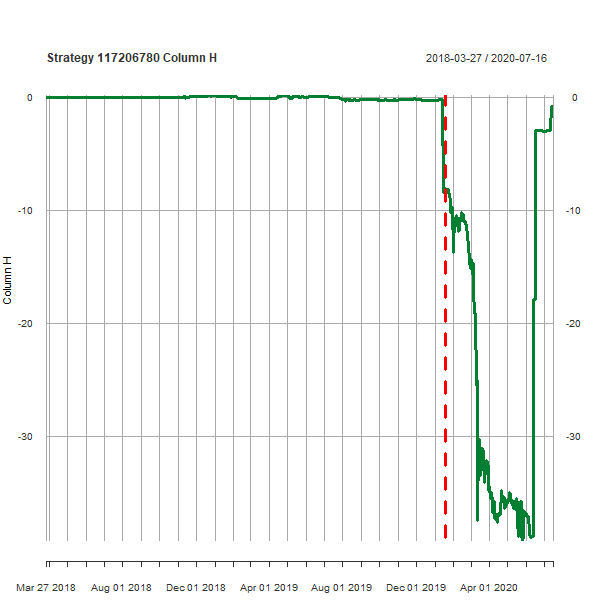 Strategy 117206780 Column H
2018-03-27 / 2020-07-16
0
0
-10
-10
Column H
-20
-20
-30
-30
Mar 27 2018
Aug 01 2018
Dec 01 2018
Apr 01 2019
Aug 01 2019
Dec 01 2019
Apr 01 2020